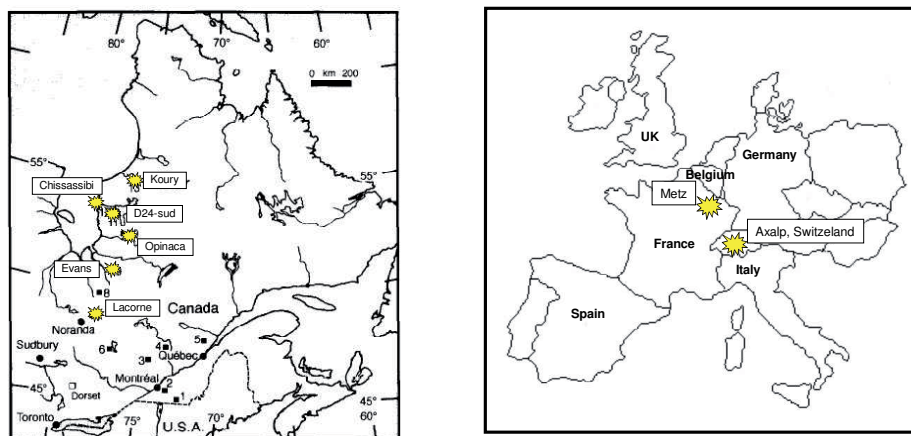 80° 70° 60°
0 km 200
55°
55°
Koury
Chissassibi
D24-sud
Opinaca
Evans
8
Lacorne
Canada
Noranda
Sudbury
6
3
4
5
Québec
Montréal
2
1
45°
45°
Dorset
Toronto
75°
70°
60°
U.S.A.
UK
Germany
Belgium
Metz
Axalp, Switzeland
France
Italy
Spain